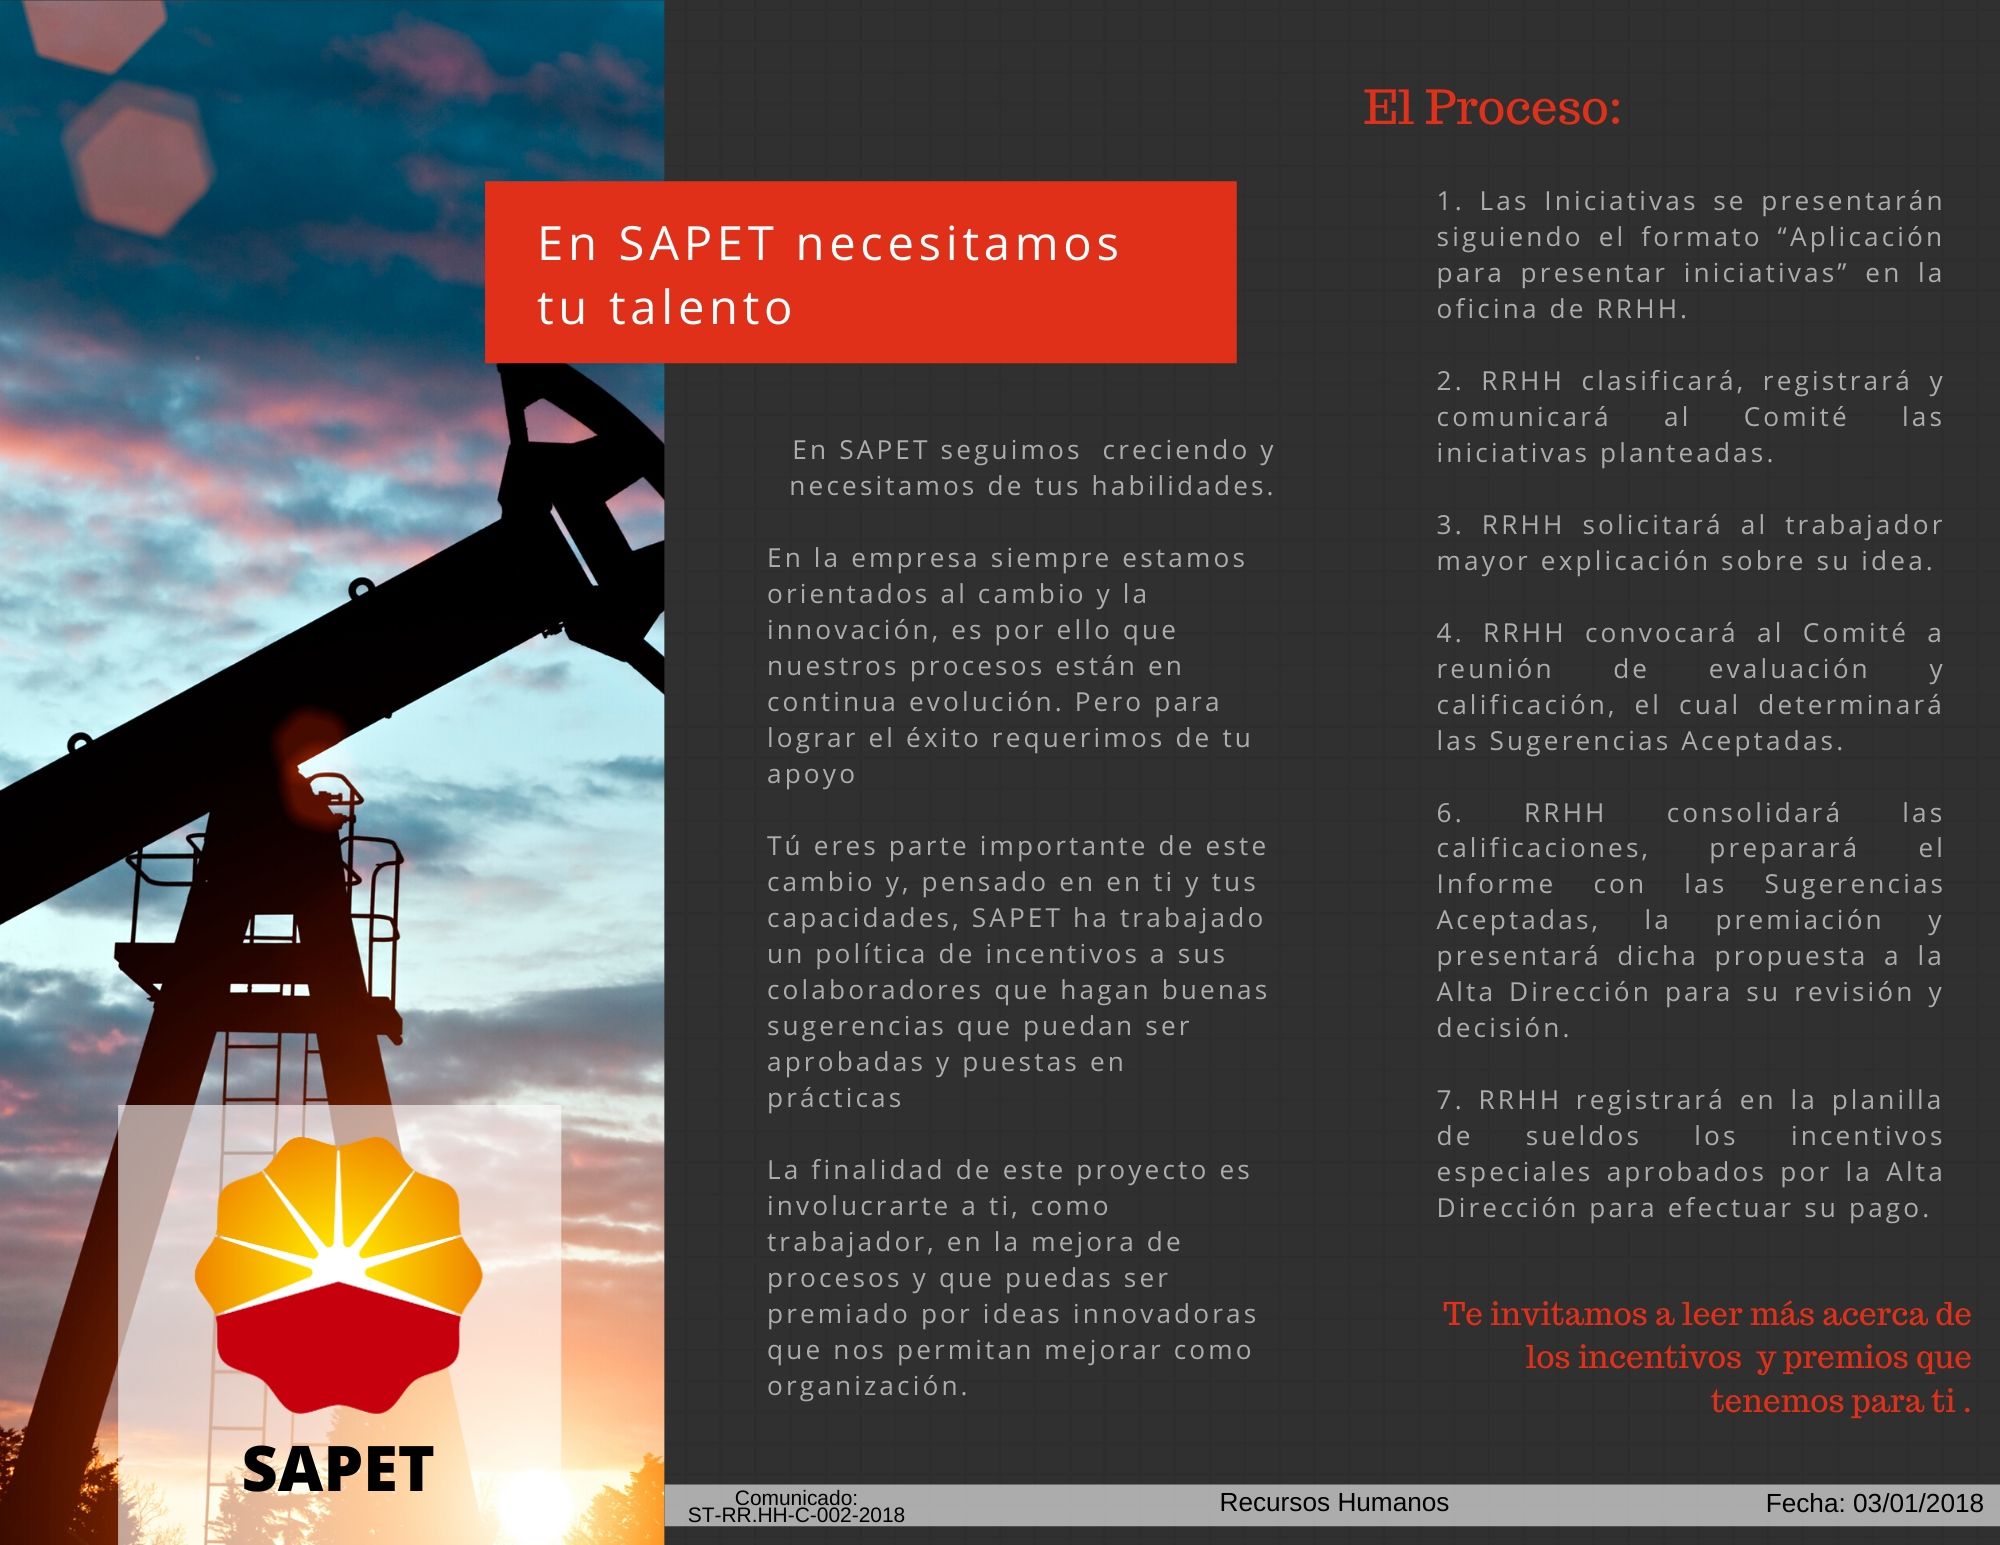 En SAPET necesitamos
tu talento
En SAPET seguimos  creciendo y
necesitamos de tus habilidades.
En la empresa siempre estamos
orientados al cambio y la
innovación, es por ello que
nuestros procesos están en
continua evolución. Pero para
lograr el éxito requerimos de tu
apoyo
Tú eres parte importante de este
cambio y, pensado en en ti y tus
capacidades, SAPET ha trabajado
un política de incentivos a sus
colaboradores que hagan buenas
sugerencias que puedan ser
aprobadas y puestas en
prácticas
La finalidad de este proyecto es
involucrarte a ti, como
trabajador, en la mejora de
procesos y que puedas ser
premiado por ideas innovadoras
que nos permitan mejorar como
organización.
El Proceso:
1. Las Iniciativas se presentarán
siguiendo el formato “Aplicación
para presentar iniciativas” en la
oficina de RRHH.
2. RRHH clasificará, registrará y
comunicará al Comité las
iniciativas planteadas.
3. RRHH solicitará al trabajador
mayor explicación sobre su idea.
4. RRHH convocará al Comité a
reunión de evaluación y
calificación, el cual determinará
las Sugerencias Aceptadas.
6. RRHH consolidará las
calificaciones, preparará el
Informe con las Sugerencias
Aceptadas, la premiación y
presentará dicha propuesta a la
Alta Dirección para su revisión y
decisión.
7. RRHH registrará en la planilla
de sueldos los incentivos
especiales aprobados por la Alta
Dirección para efectuar su pago.
Te invitamos a leer más acerca de
los incentivos  y premios que
tenemos para ti .
SAPET
Comunicado:
ST-RR.HH-C-002-2018
Recursos Humanos
Fecha: 03/01/2018